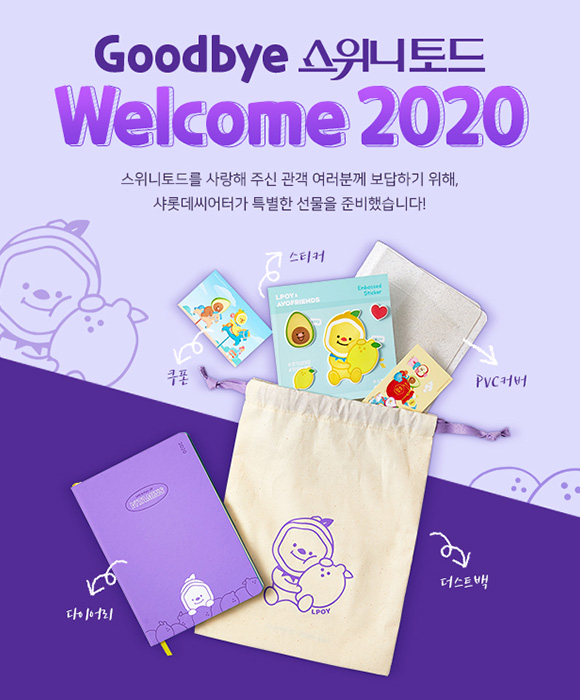 Goodbye 스위니토드
Welcome 2020
스위니토드를 사랑해 주신 관객 여러분께 보답하기 위해,
샤롯데씨어터가 특별한 선물을 준비했습니다!
스티커
LPOY x
AVOFRIENDS
Embossed
Sticker
쿠폰
PVC커버
2020
다이어리
더스트백
LPOY